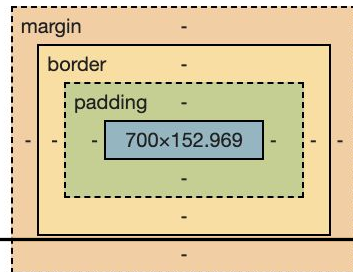 margin -
border -
padding -
- - - 700×152.969 - - -
-
-
-